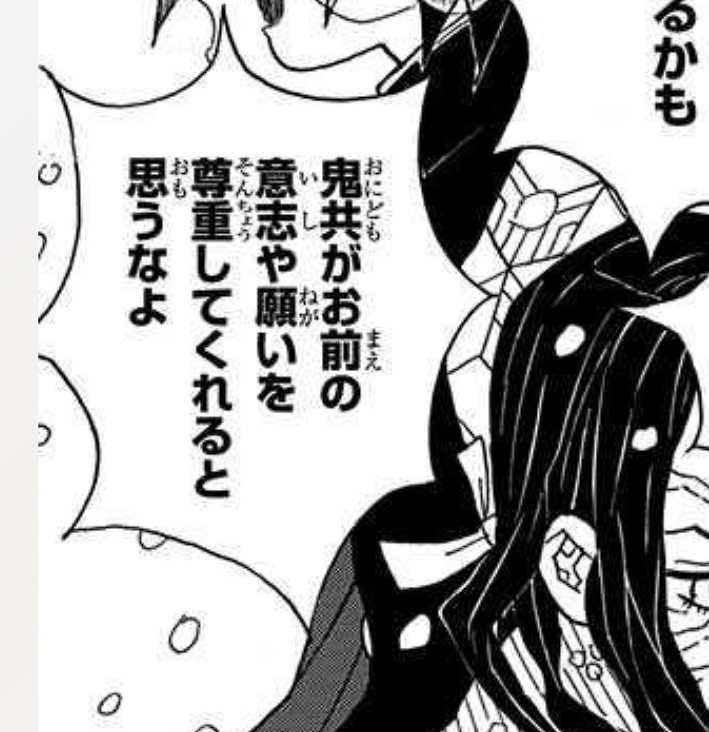 るかも
鬼共がお前の
意志や願いを
尊重してくれると
思うなよ